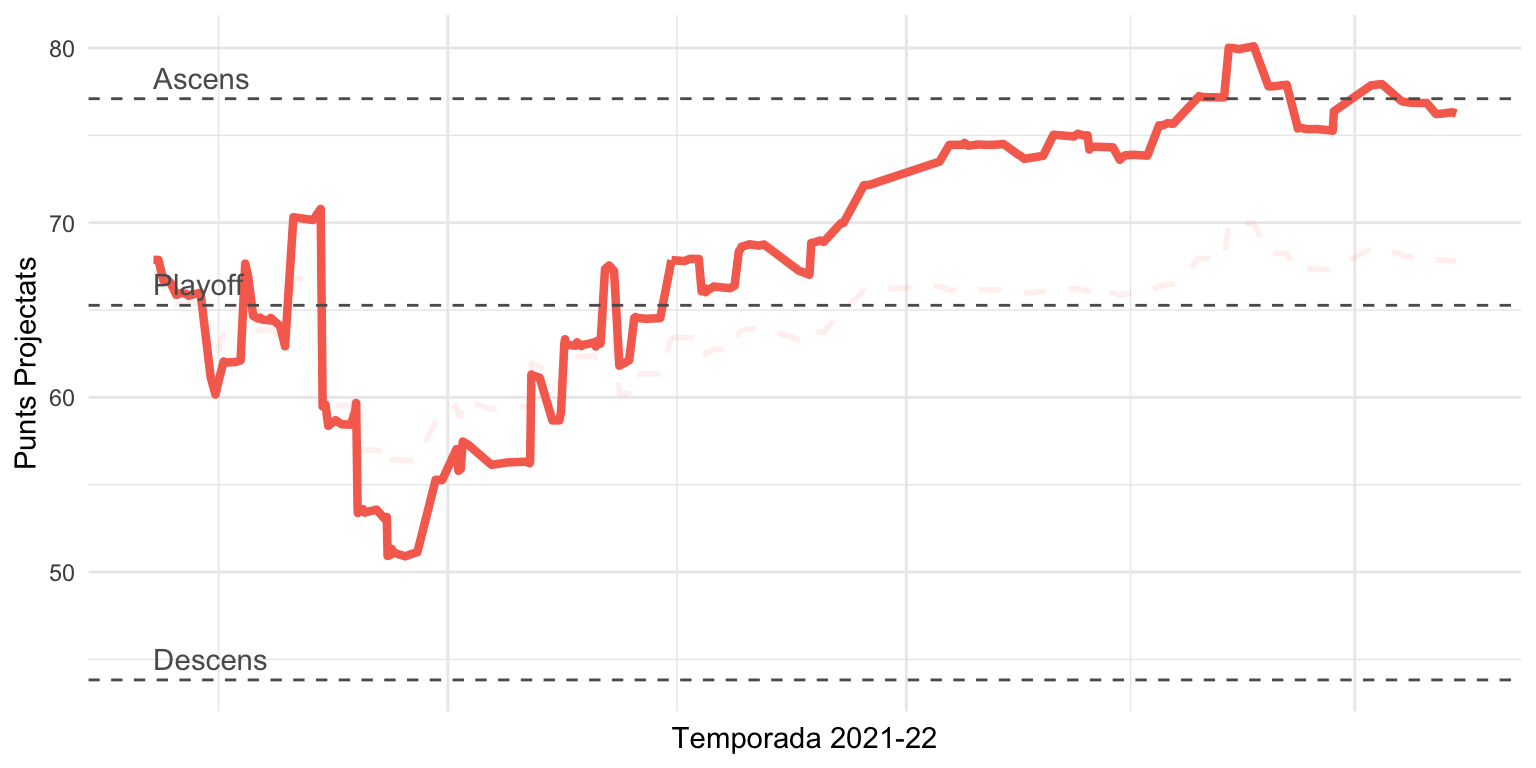 80
Ascens
70
Playoff
60
50
Descens
Punts Projectats
Temporada 2021-22